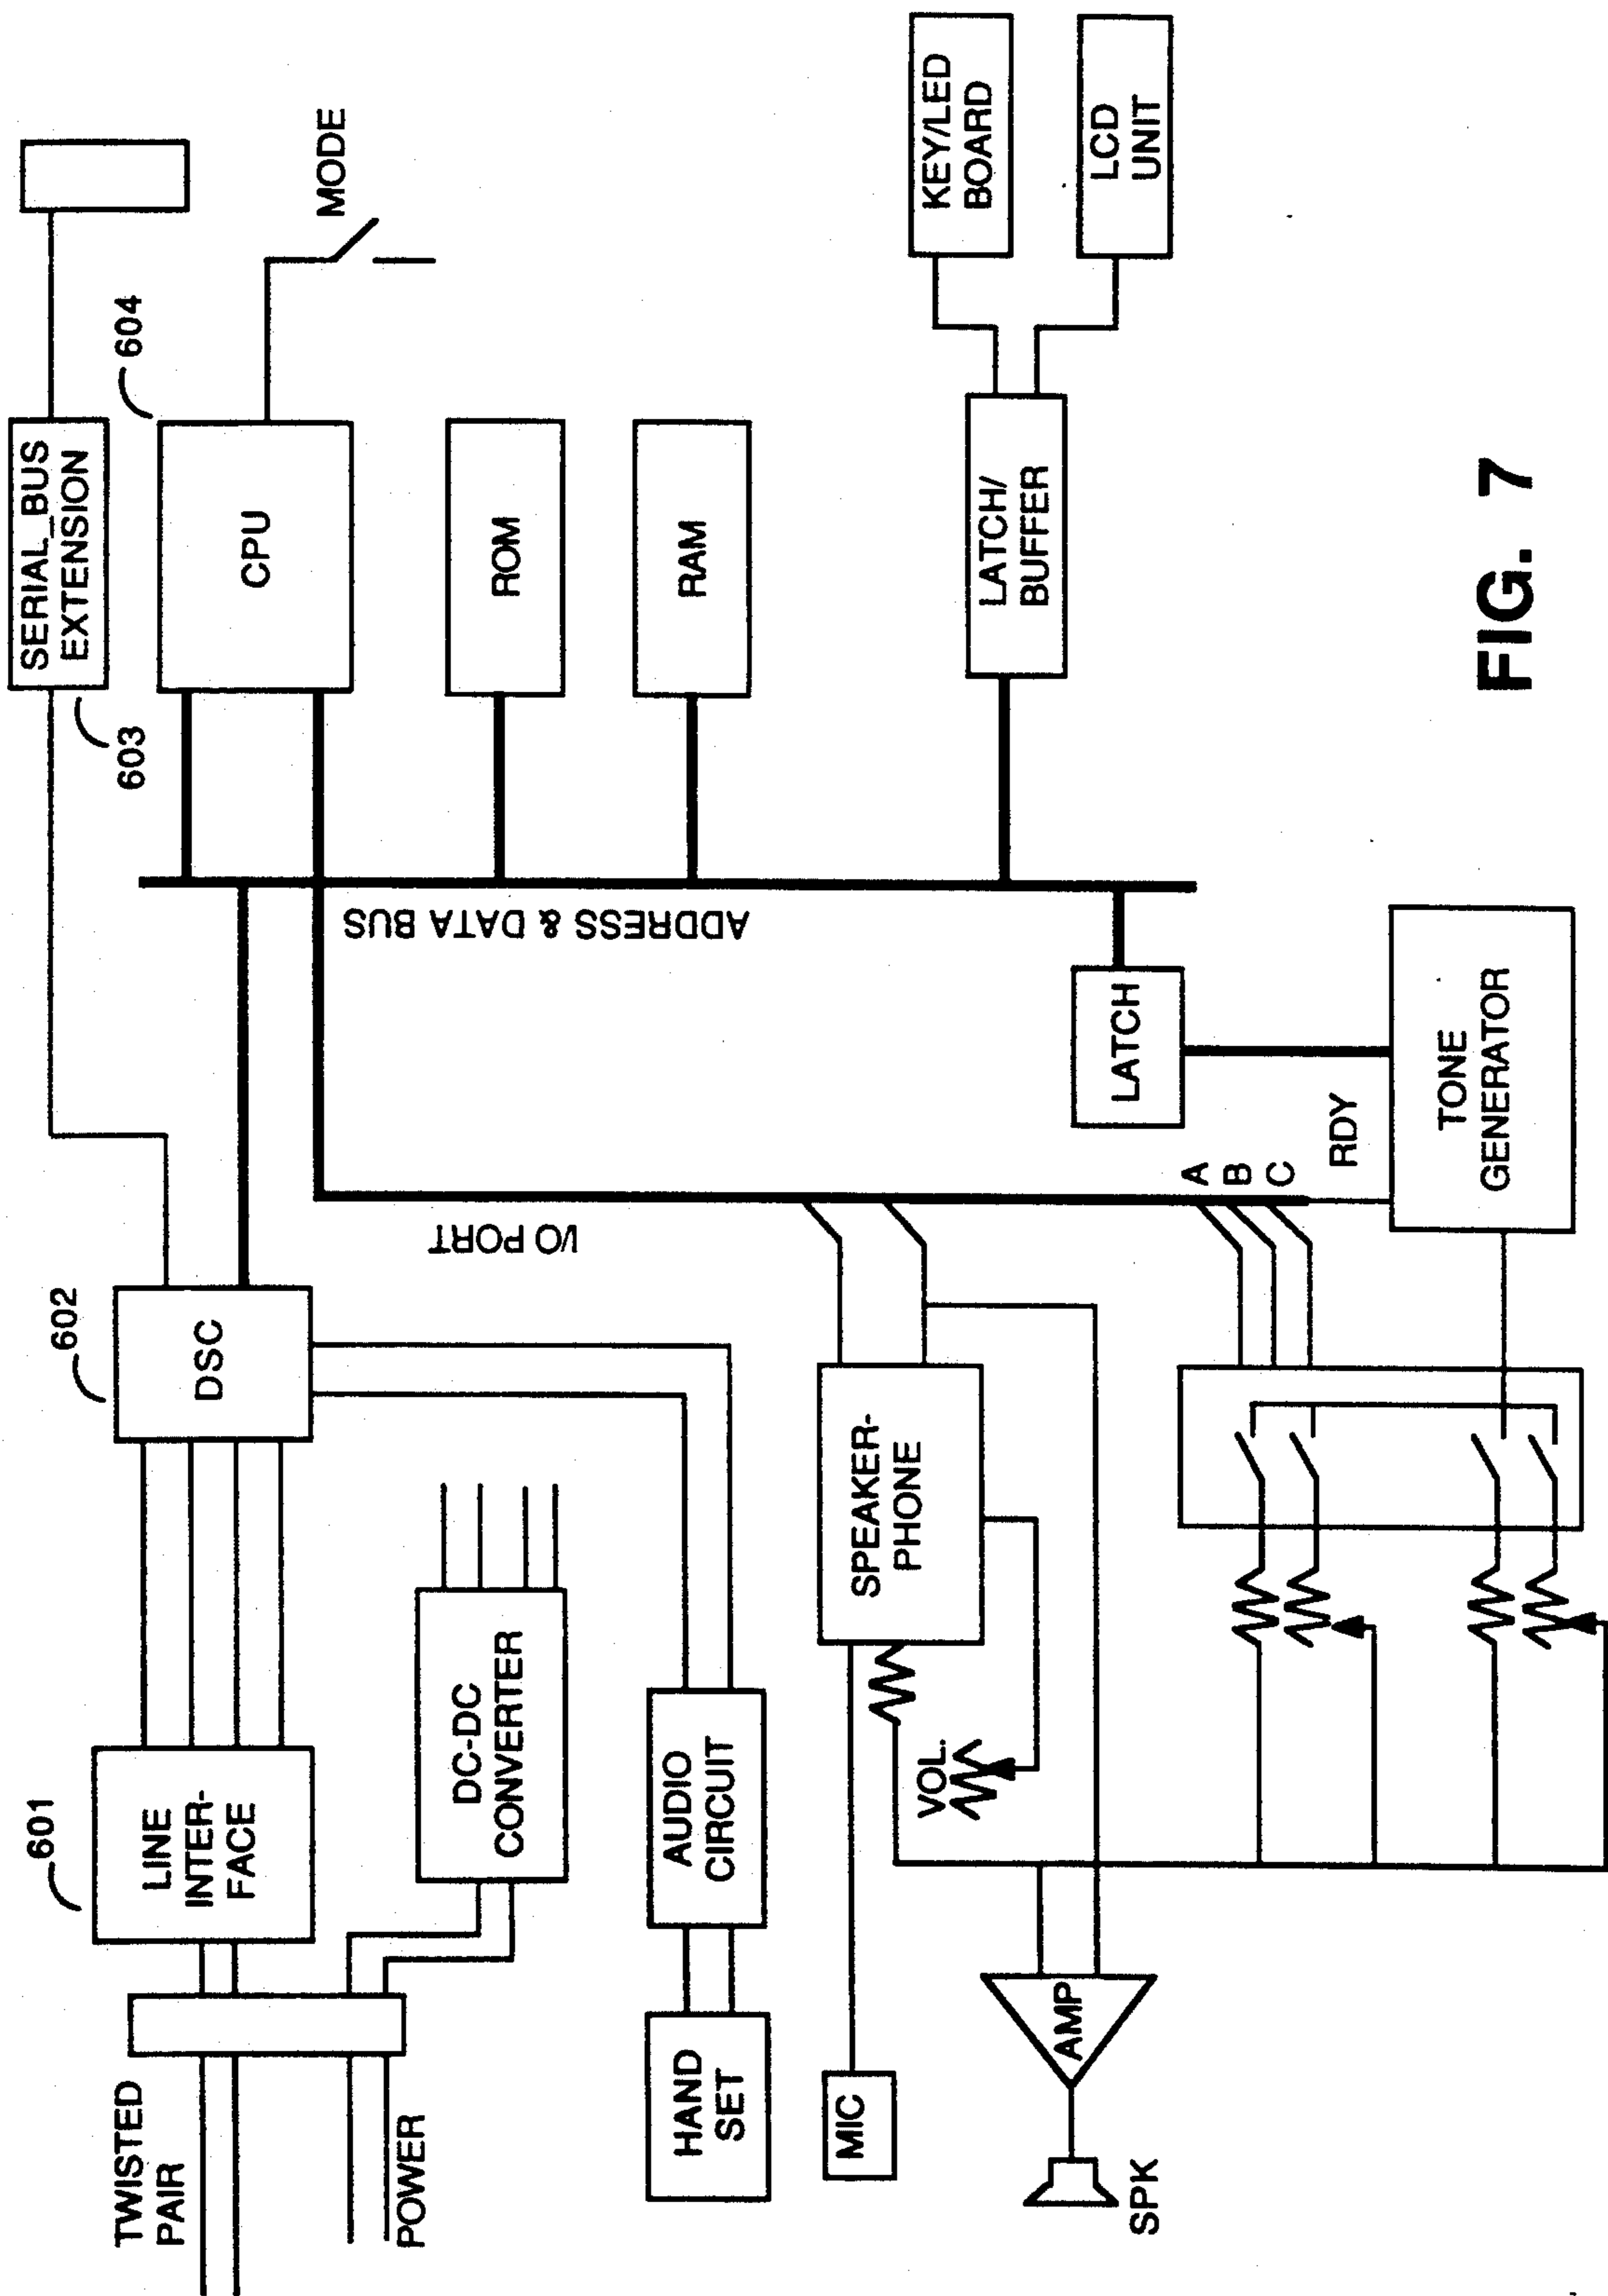 TWISTED
PAIR
POWER
601
LINE
INTER-
FACE
602
DSC
603
SERIAL_BUS
EXTENSION
604
CPU
MODE
DC-DC
CONVERTER
ADDRESS & DATA BUS
I/O PORT
ROM
RAM
HAND
SET
AUDIO
CIRCUIT
MIC
SPEAKER-
PHONE
VOL.
AMP
SPK
LATCH/
BUFFER
KEY/LED
BOARD
LCD
UNIT
LATCH
A
B
C
RDY
TONE
GENERATOR
FIG. 7